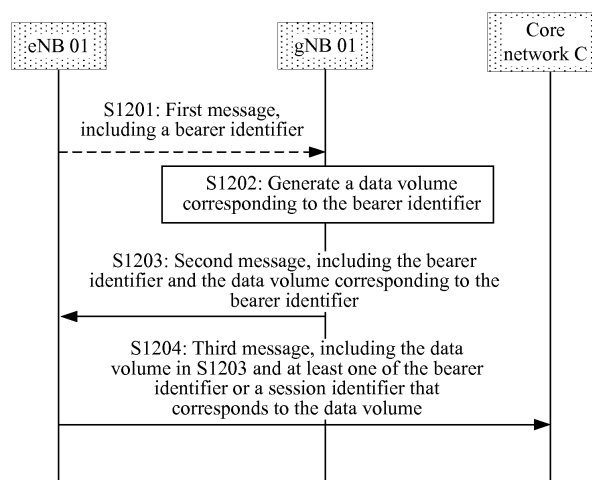 eNB 01
gNB 01
Core
network C
S1201: First message,
including a bearer identifier
S1202: Generate a data volume
corresponding to the bearer identifier
S1203: Second message, including the bearer
identifier and the data volume corresponding to the
bearer identifier
S1204: Third message, including the data
volume in S1203 and at least one of the bearer
identifier or a session identifier that
corresponds to the data volume